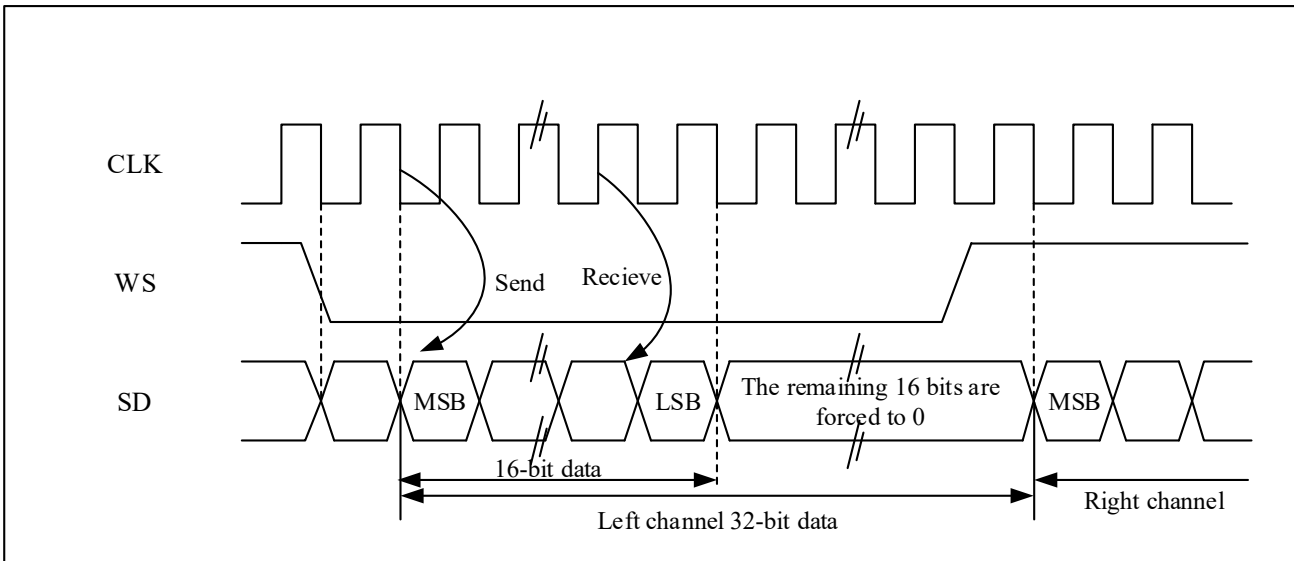 CLK
WS
Send
Recieve
SD
MSB
LSB
The remaining 16 bits are
forced to 0
MSB
16-bit data
Left channel 32-bit data
Right channel